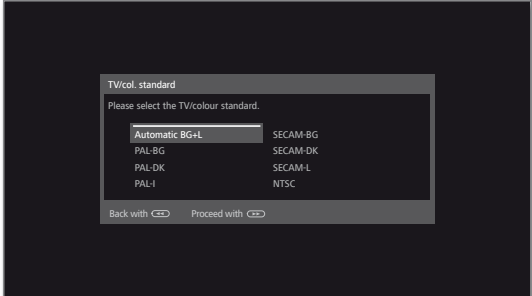 TV/col. standard
Please select the TV/colour standard.
Automatic BG+L SECAM-BG
PAL-BG SECAM-DK
PAL-DK SECAM-L
PAL-I NTSC
Back with ◄◄ Proceed with ►►